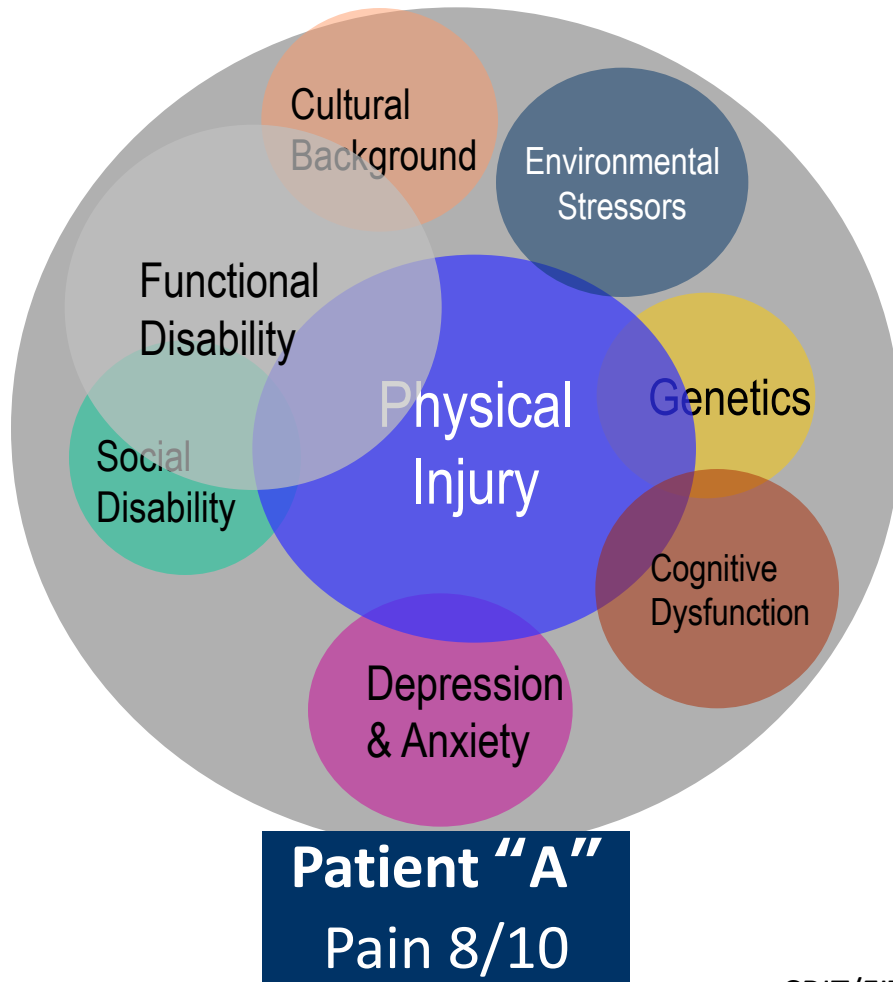 Cultural
Background
Environmental
Stressors
Functional
Disability
Physical
Injury
Genetics
Social
Disability
Cognitive
Dysfunction
Depression
& Anxiety
Patient “A”
Pain 8/10